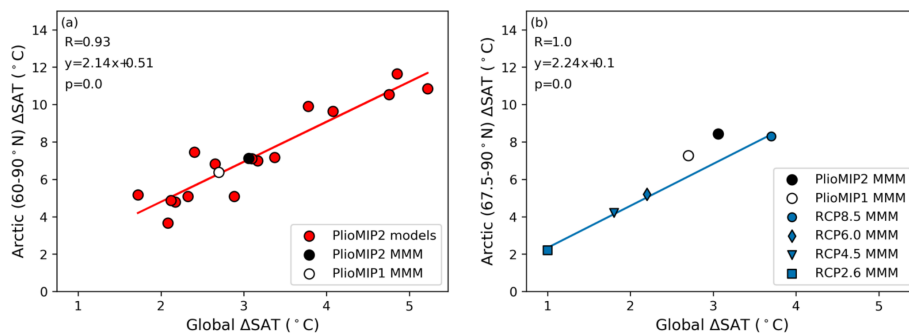 (a)
R=0.93
y=2.14x+0.51
p=0.0
Arctic (60-90°N) ΔSAT (°C)
14
12
10
8
6
4
2
0
1
2
3
4
5
Global ΔSAT (°C)
PlioMIP2 models
PlioMIP2 MMM
PlioMIP1 MMM
(b)
R=1.0
y=2.24x+0.1
p=0.0
Arctic (67.5-90°N) ΔSAT (°C)
14
12
10
8
6
4
2
0
1
2
3
4
5
Global ΔSAT (°C)
PlioMIP2 MMM
PlioMIP1 MMM
RCP8.5 MMM
RCP6.0 MMM
RCP4.5 MMM
RCP2.6 MMM